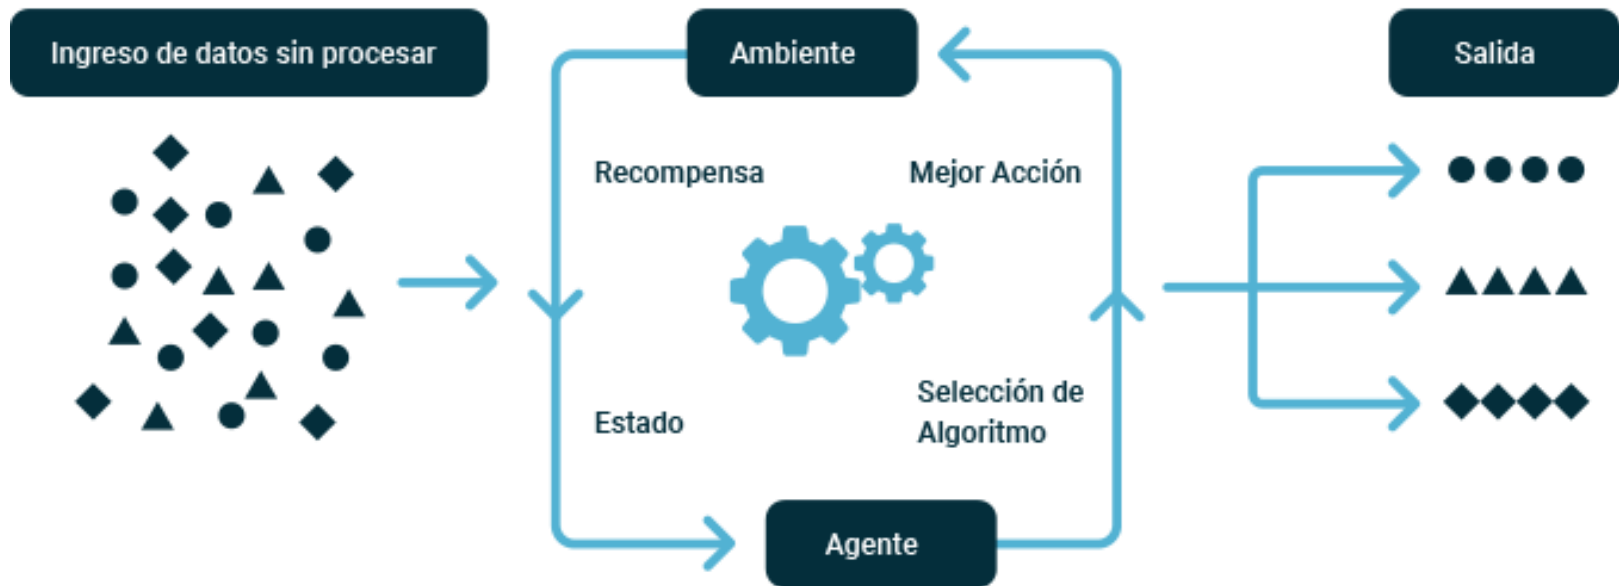 Ingreso de datos sin procesar
Ambiente
Salida
Recompensa
Mejor Acción
Estado
Selección de
Algoritmo
Agente